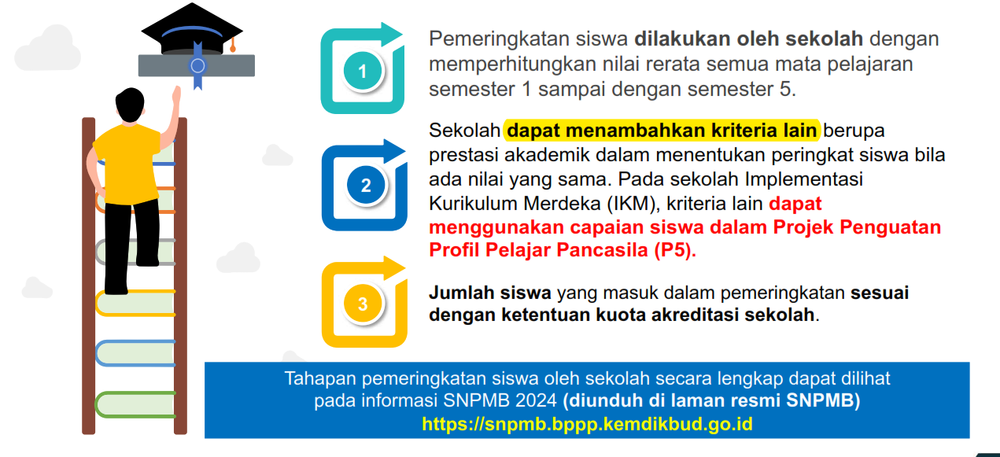 1
Pemeringkatan siswa dilakukan oleh sekolah dengan
memperhitungkan nilai rerata semua mata pelajaran
semester 1 sampai dengan semester 5.
2
Sekolah dapat menambahkan kriteria lain berupa
prestasi akademik dalam menentukan peringkat siswa bila
ada nilai yang sama. Pada sekolah Implementasi
Kurikulum Merdeka (IKM), kriteria lain dapat
menggunakan capaian siswa dalam Projek Penguatan
Profil Pelajar Pancasila (P5).
3
Jumlah siswa yang masuk dalam pemeringkatan sesuai
dengan ketentuan kuota akreditasi sekolah.
Tahapan pemeringkatan siswa oleh sekolah secara lengkap dapat dilihat
pada informasi SNPMB 2024 (diunduh di laman resmi SNPMB)
https://snpmb.bppp.kemdikbud.go.id